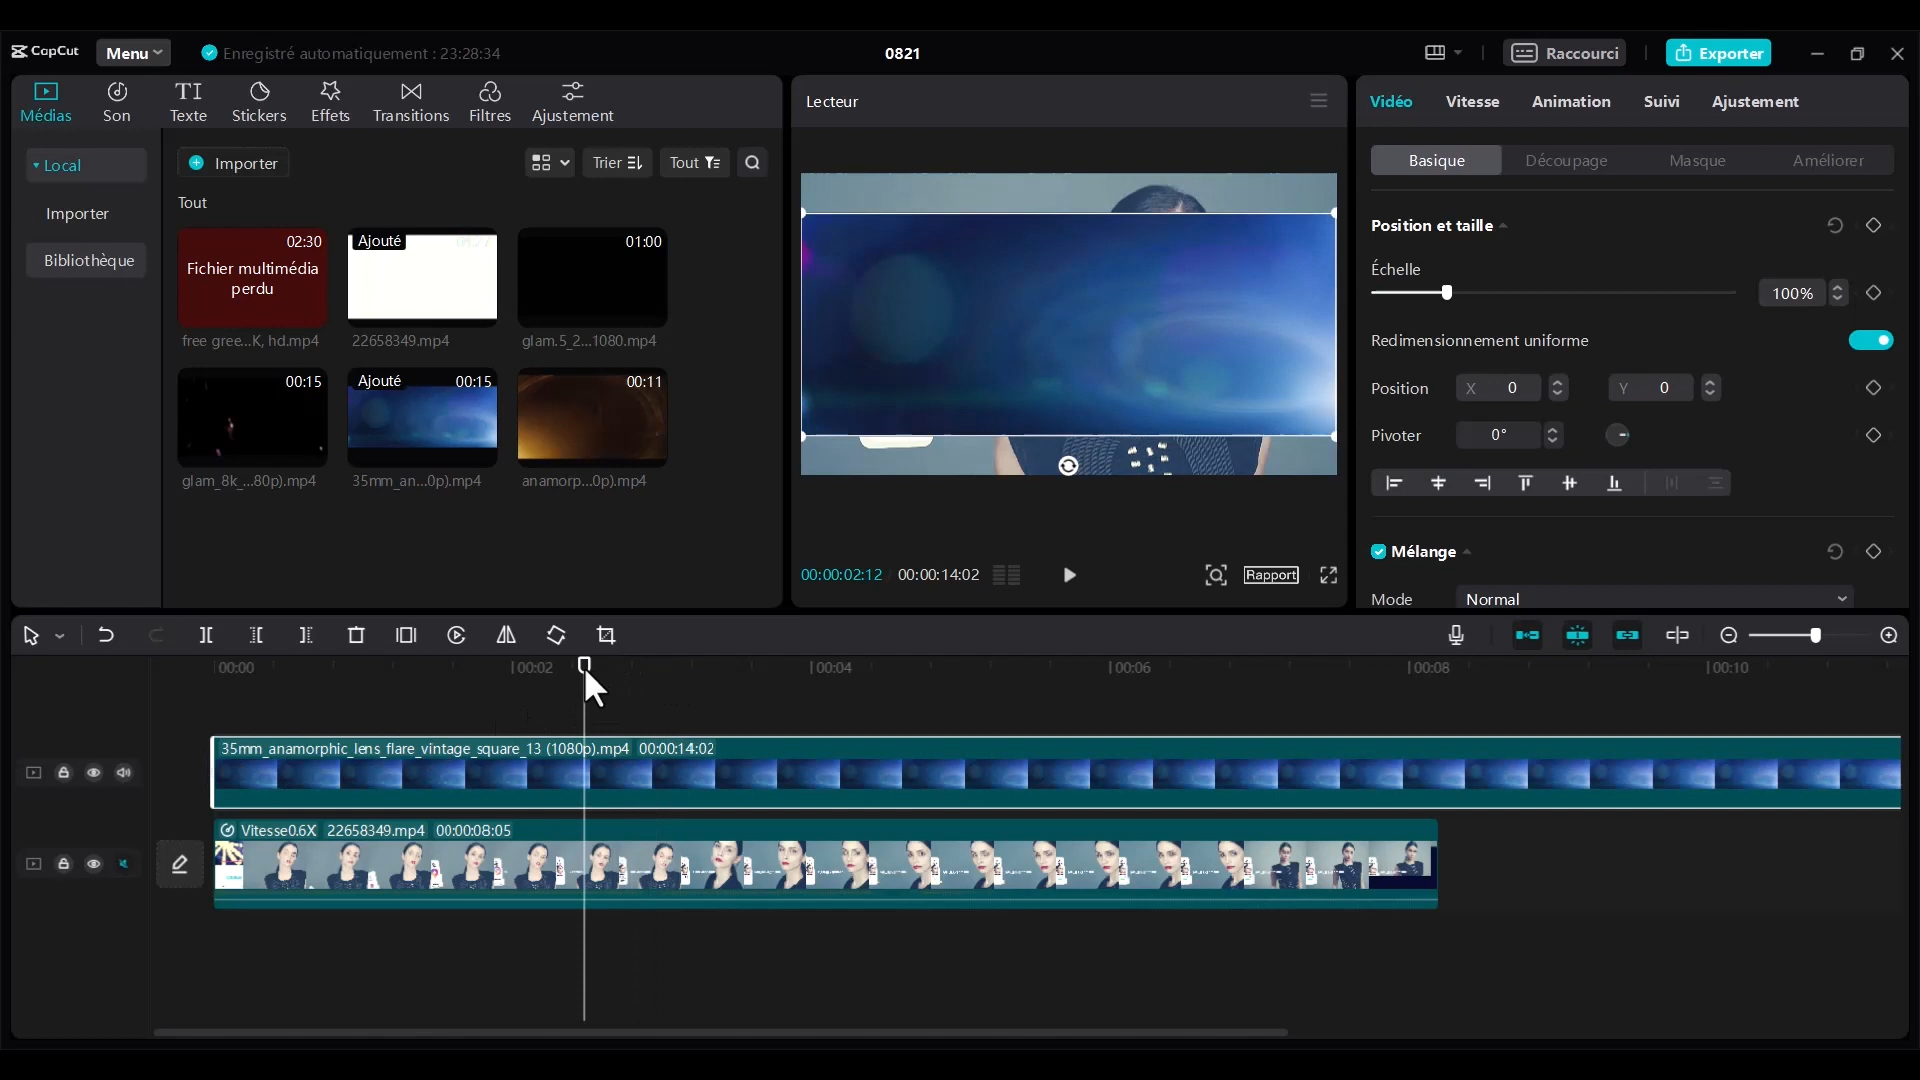 CapCut Menu Enregistré automatiquement : 23:28:34 0821 Raccourci Exporter
Médias Son Texte Stickers Effets Transitions Filtres Ajustement
Local
Importer
Bibliothèque
Importer Trier Tout
Tout
02:30
Fichier multimédia
perdu
free gree...K, hd.mp4
Ajouté
22658349.mp4
01:00
glam.5_2...1080.mp4
00:15
glam_8k_...80p).mp4
Ajouté 00:15
35mm_an...0p).mp4
00:11
anamorp...0p).mp4
Lecteur
00:00:02:12 00:00:14:02 Rapport
Vidéo Vitesse Animation Suivi Ajustement
Basique Découpage Masque Améliorer
Position et taille
Échelle
100%
Redimensionnement uniforme
Position X 0 Y 0
Pivoter 0°
Mélange
Mode Normal
00:00 00:02 00:04 00:06 00:08 00:10
35mm_anamorphic_lens_flare_vintage_square_13 (1080p).mp4 00:00:14:02
Vitesse0.6X 22658349.mp4 00:00:08:05